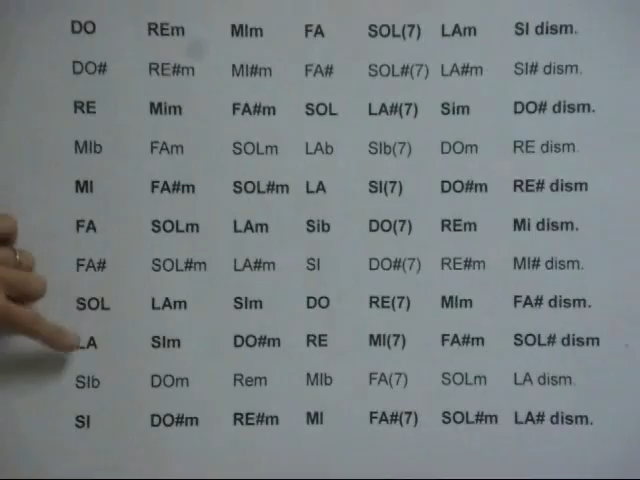 DO REm MIm FA SOL(7) LAm SI dism.
DO# RE#m MI#m FA# SOL#(7) LA#m SI# dism.
RE Mim FA#m SOL LA#(7) Sim DO# dism.
MIb FAm SOLm LAb SIb(7) DOm RE dism.
MI FA#m SOL#m LA SI(7) DO#m RE# dism
FA SOLm LAm Sib DO(7) REm Mi dism.
FA# SOL#m LA#m SI DO#(7) RE#m MI# dism.
SOL LAm SIm DO RE(7) MIm FA# dism.
LA SIm DO#m RE MI(7) FA#m SOL# dism
SIb DOm Rem MIb FA(7) SOLm LA dism.
SI DO#m RE#m MI FA#(7) SOL#m LA# dism.